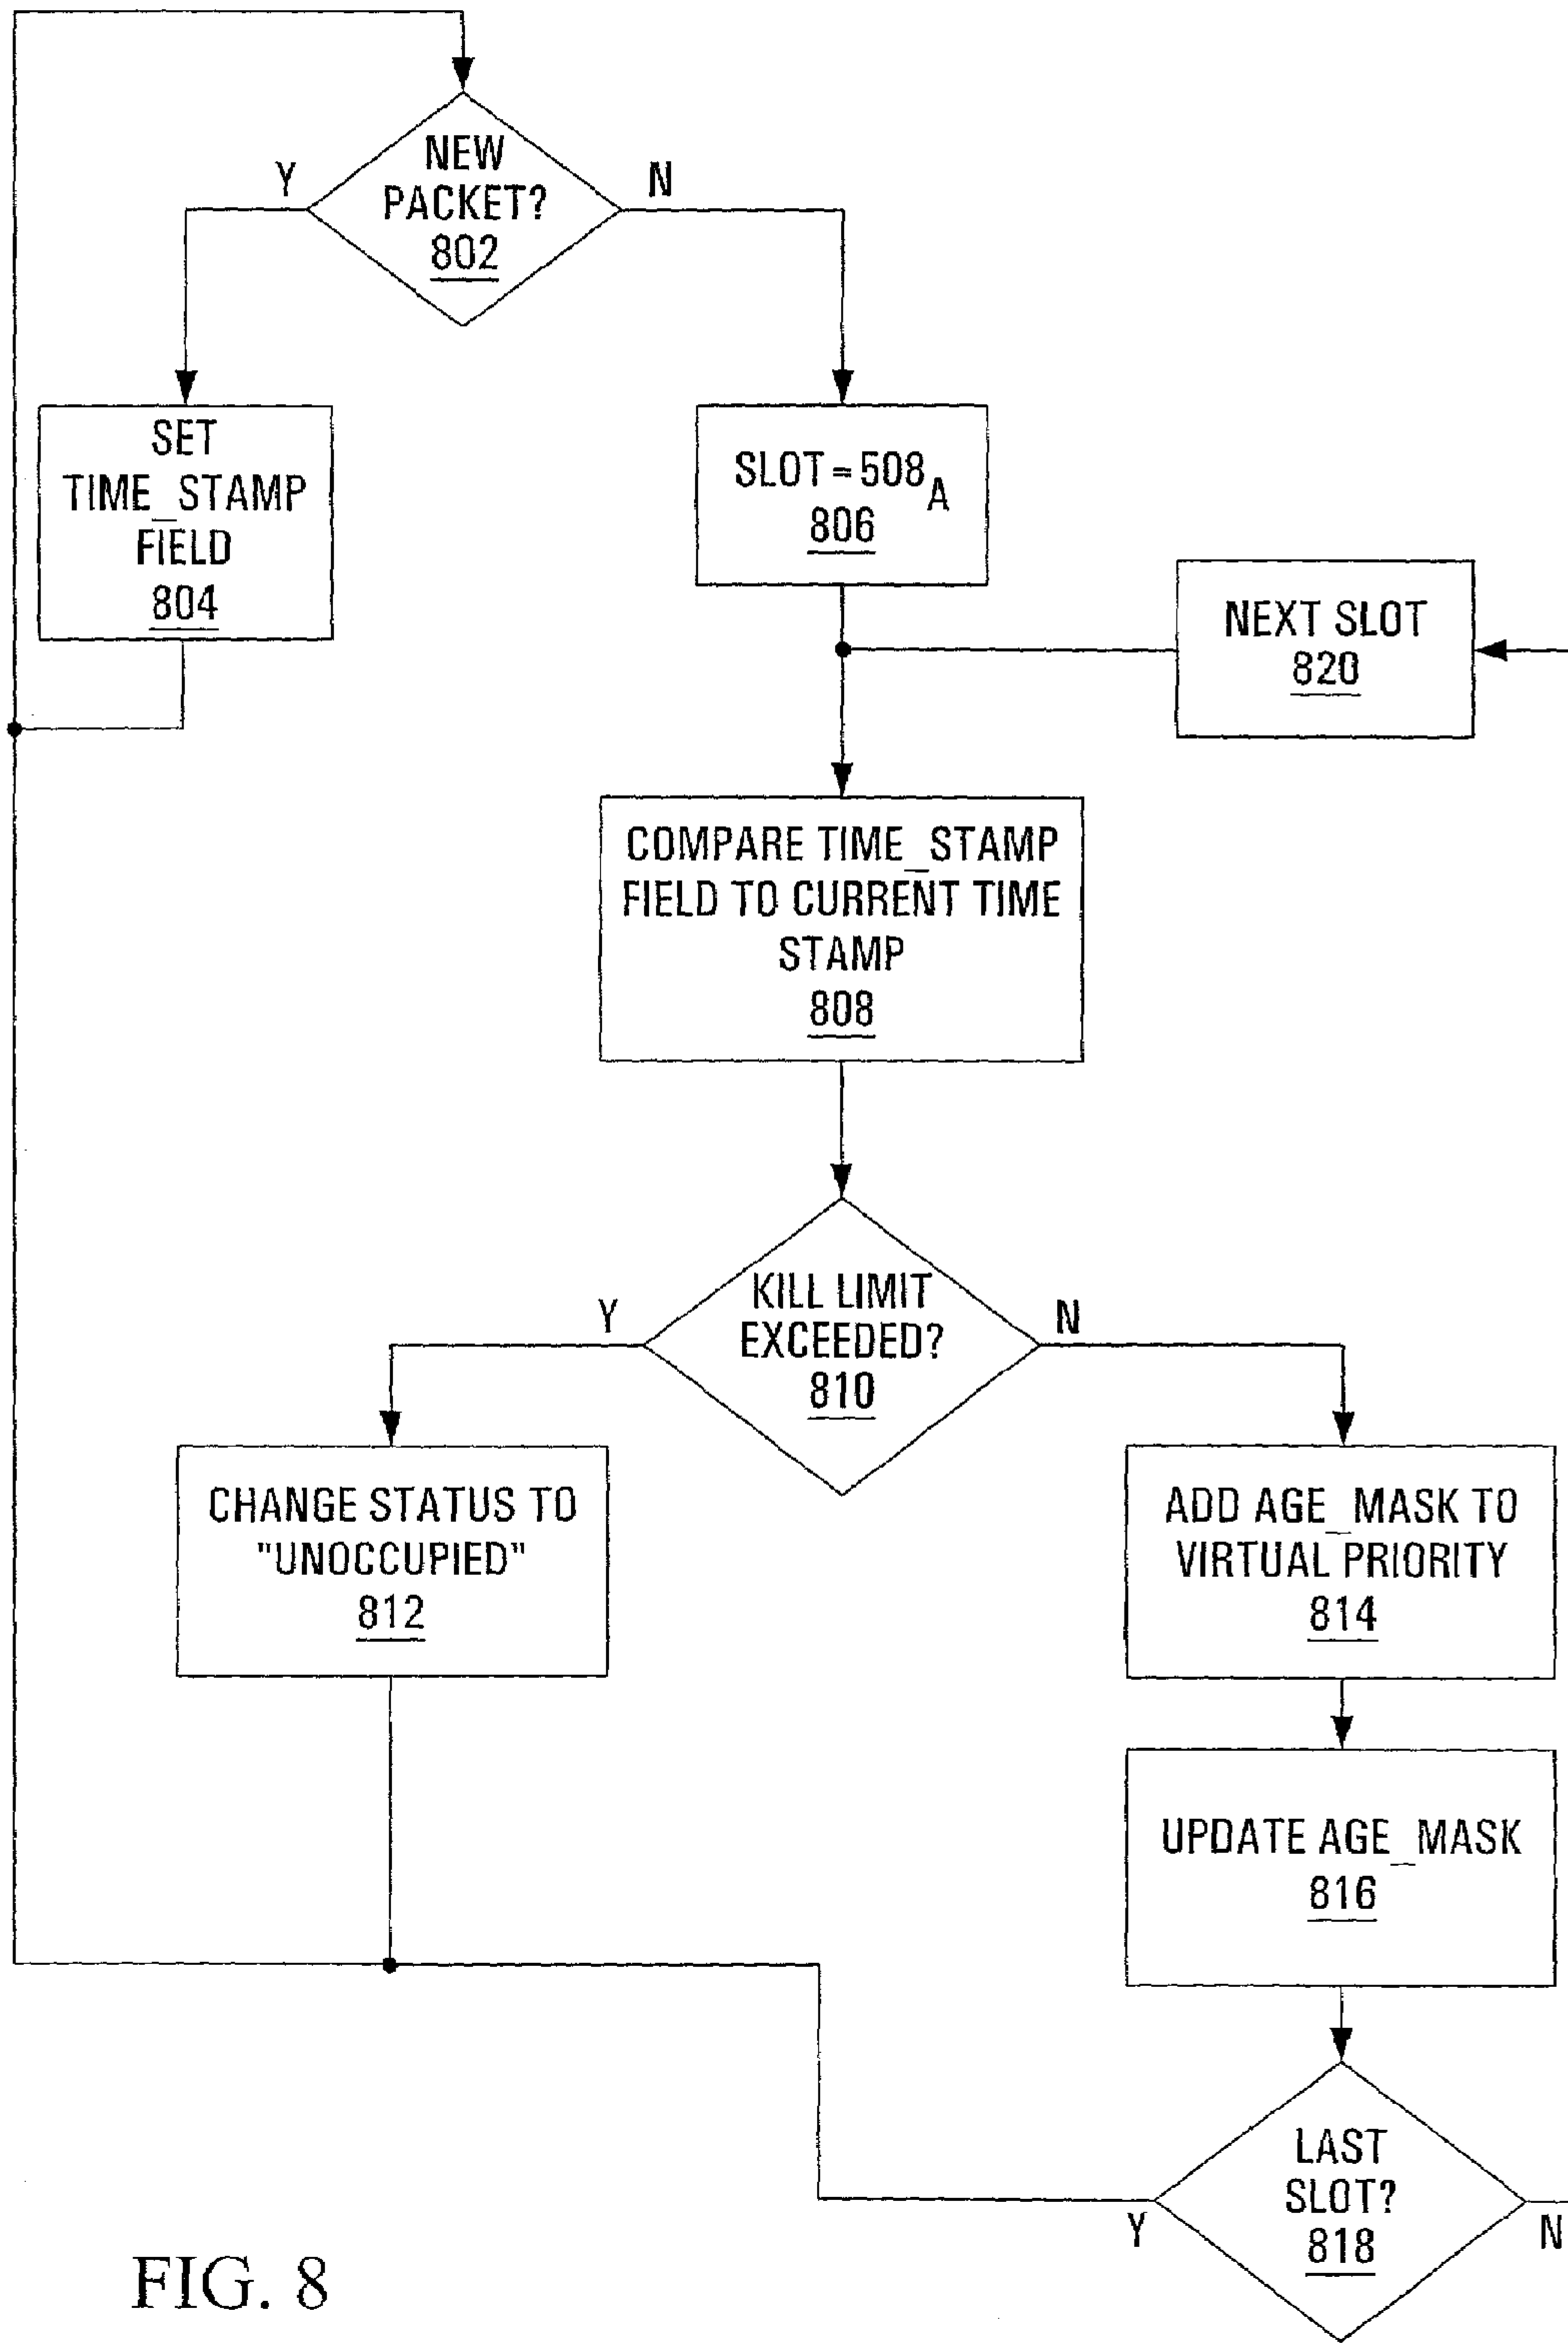 NEW
PACKET?
802
Y
N
SET
TIME_STAMP
FIELD
804
SLOT = 508A
806
NEXT SLOT
820
COMPARE TIME_STAMP
FIELD TO CURRENT TIME
STAMP
808
KILL LIMIT
EXCEEDED?
810
Y
N
CHANGE STATUS TO
"UNOCCUPIED"
812
ADD AGE_MASK TO
VIRTUAL PRIORITY
814
UPDATE AGE_MASK
816
LAST
SLOT?
818
Y
N
FIG. 8